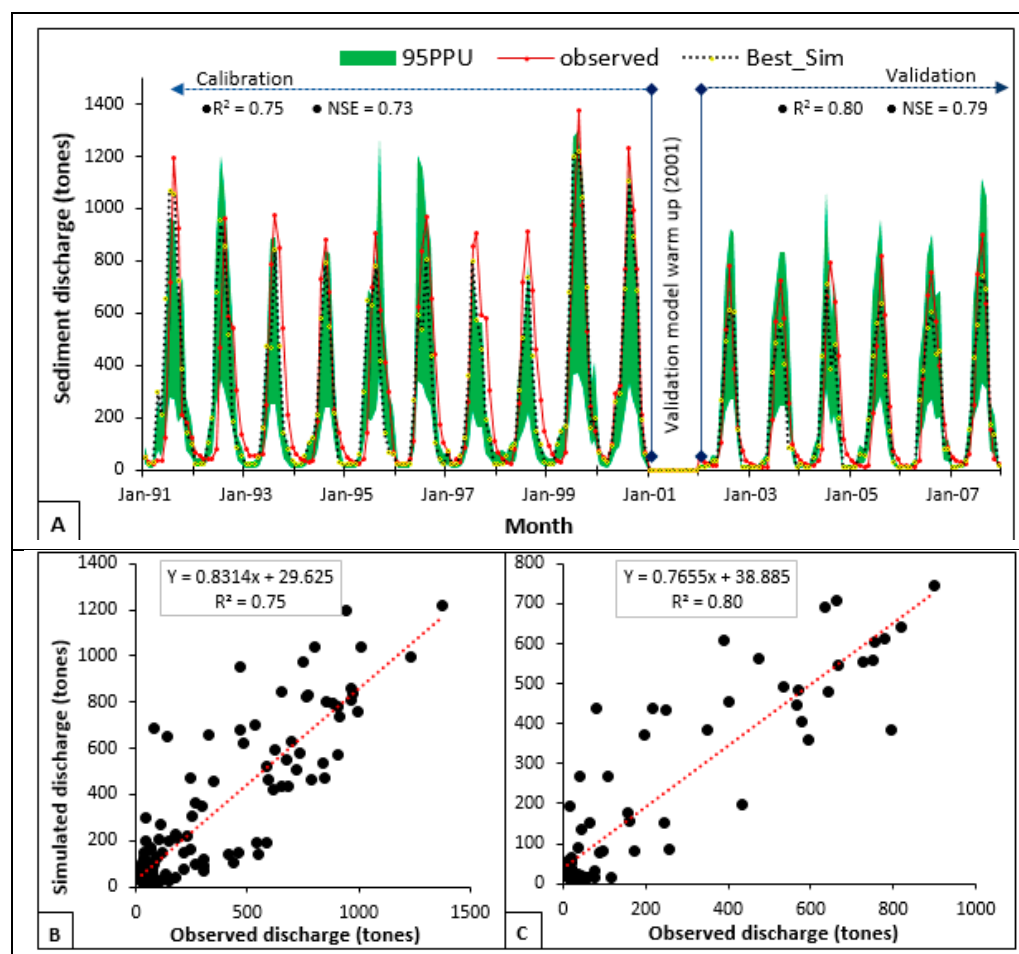 95PPU observed Best_Sim
Calibration Validation
R² = 0.75 NSE = 0.73 R² = 0.80 NSE = 0.79
Sediment discharge (tones)
1400
1200
1000
800
600
400
200
0
Validation model warm up (2001)
Jan-91 Jan-93 Jan-95 Jan-97 Jan-99 Jan-01 Jan-03 Jan-05 Jan-07
Month
A
Y = 0.8314x + 29.625
R² = 0.75
Simulated discharge (tones)
1400
1200
1000
800
600
400
200
0
0 500 1000 1500
Observed discharge (tones)
B
Y = 0.7655x + 38.885
R² = 0.80
800
700
600
500
400
300
200
100
0
0 200 400 600 800 1000
Observed discharge (tones)
C